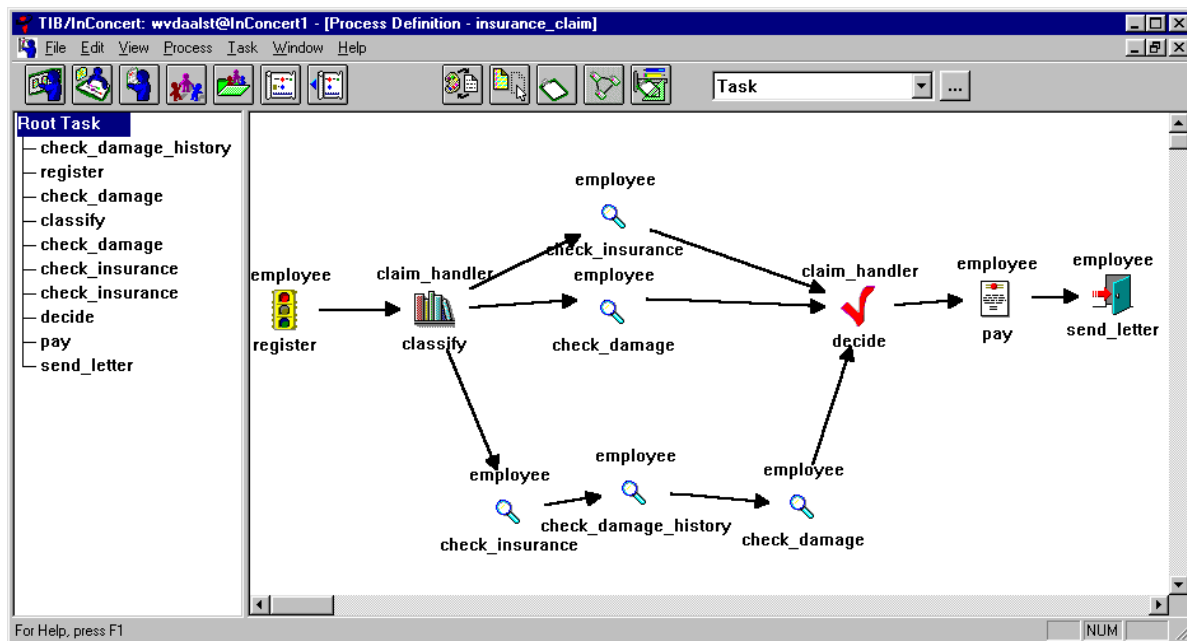 TIB/InConcert: wvdaalst@InConcert1 - [Process Definition - insurance_claim]
File Edit View Process Task Window Help
Task
...
Root Task
check_damage_history
register
check_damage
classify
check_damage
check_insurance
check_insurance
decide
pay
send_letter
employee
check_insurance
employee
register
claim_handler
classify
employee
check_damage
claim_handler
decide
employee
pay
employee
send_letter
employee
check_insurance
employee
check_damage_history
employee
check_damage
For Help, press F1
NUM